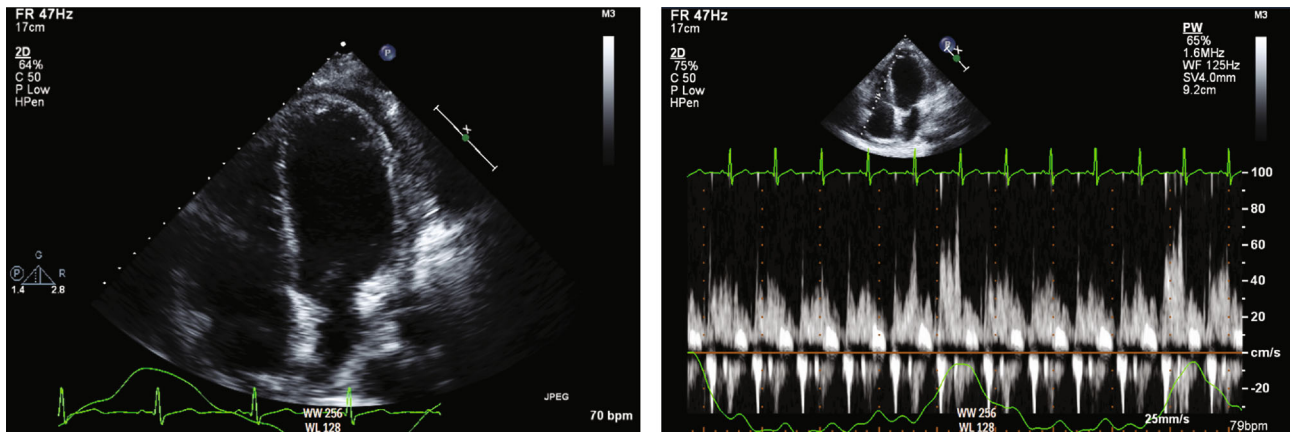 FR 47Hz
17cm
2D
64%
C 50
P Low
HPen
M3
P
X
G
P
R
1.4
2.8
WW 256
WL 128
JPEG
70 bpm
FR 47Hz
17cm
2D
75%
C 50
P Low
HPen
M3
PW
65%
1.6MHz
WF 125Hz
SV4.0mm
9.2cm
P
X
100
80
60
40
20
cm/s
-20
WW 256
WL 128
25mm/s
79bpm